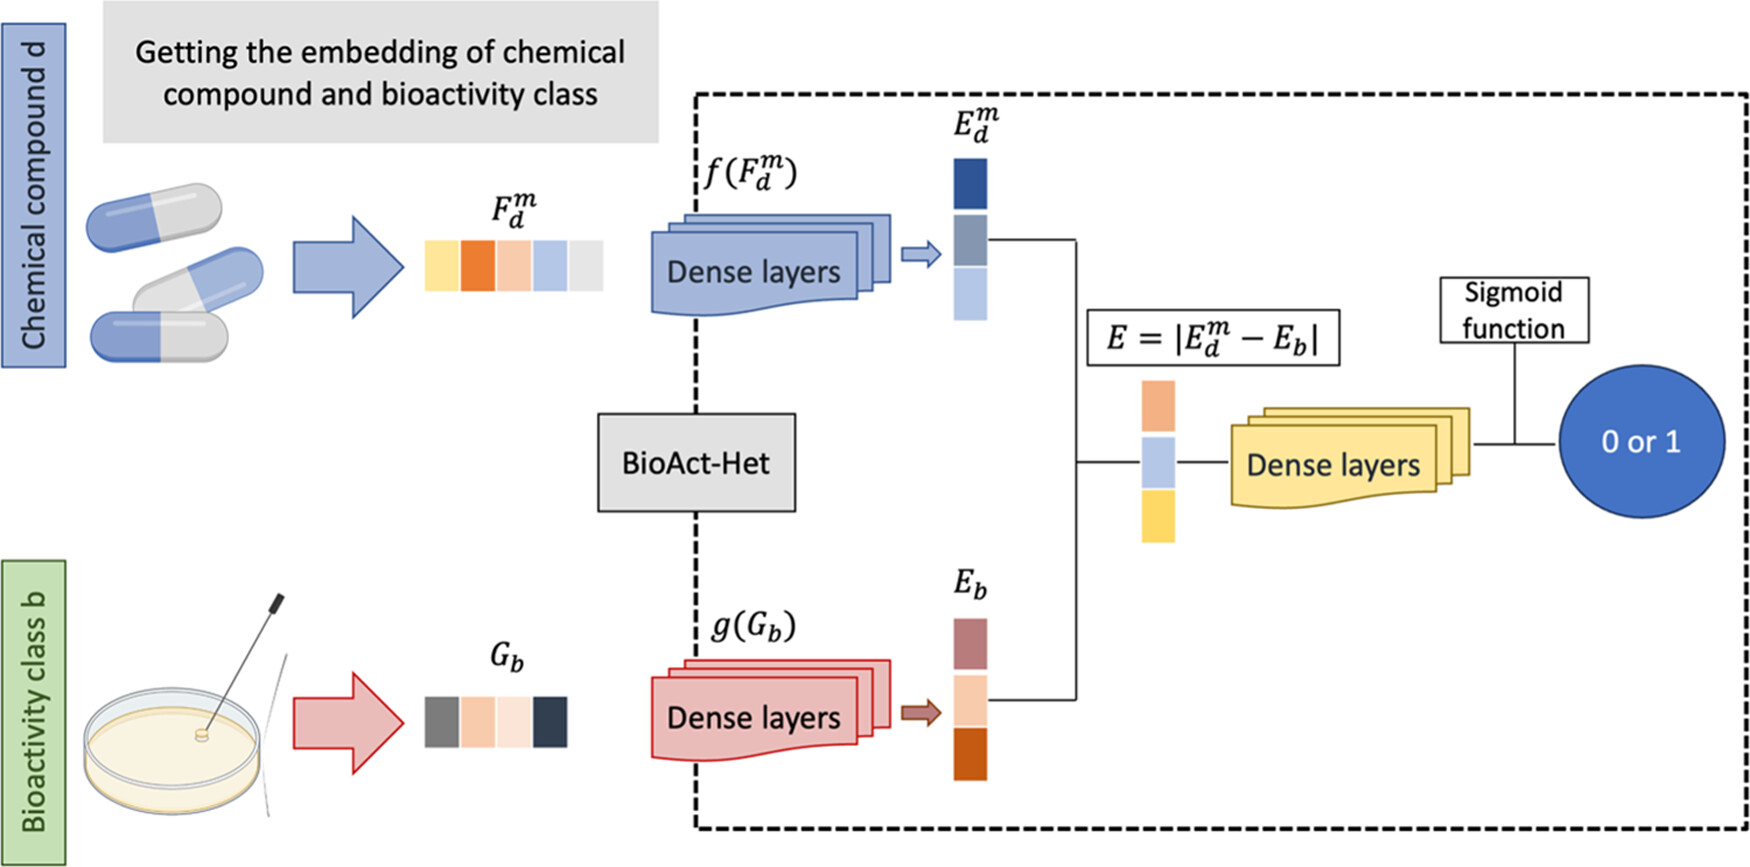 Chemical compound d
Getting the embedding of chemical
compound and bioactivity class
F_d^m
f(F_d^m)
Dense layers
E_d^m
E = |E_d^m − E_b|
Sigmoid
function
BioAct-Het
Dense layers
0 or 1
Bioactivity class b
G_b
g(G_b)
Dense layers
E_b